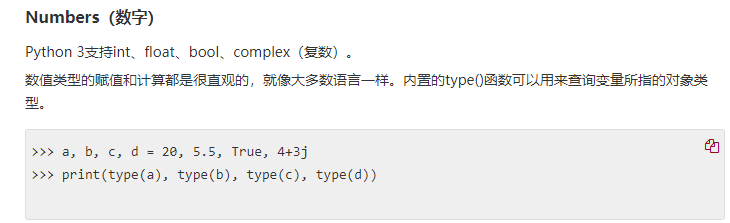 Numbers（数字）
Python 3支持int、float、bool、complex（复数）。
数值类型的赋值和计算都是很直观的，就像大多数语言一样。内置的type()函数可以用来查询变量所指的对象类
型。
>>> a, b, c, d = 20, 5.5, True, 4+3j
>>> print(type(a), type(b), type(c), type(d))